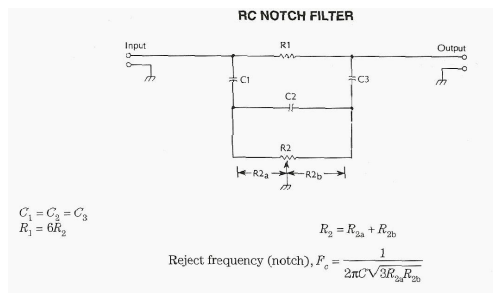 RC NOTCH FILTER
Input
R1
Output
C1
C3
C2
R2
R2a
R2b
C₁ = C₂ = C₃
R₁ = 6R₂
R₂ = R₂ₐ + R₂b
Reject frequency (notch), F_c = 1 / 2πC√3R₂ₐR₂b